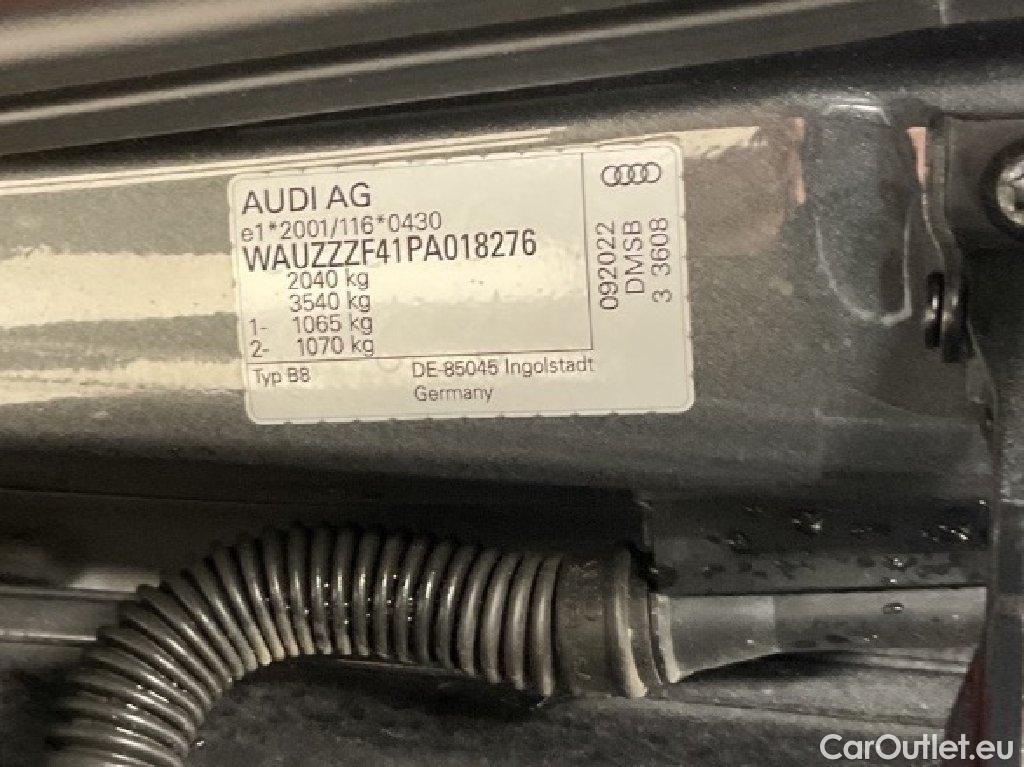 AUDI AG
e1*2001/116*0430
WAUZZZF41PA018276
2040 kg
3540 kg
1- 1065 kg
2- 1070 kg
Typ B8
DE-85045 Ingolstadt
Germany
092022
DMSB
3 3608
CarOutlet.eu